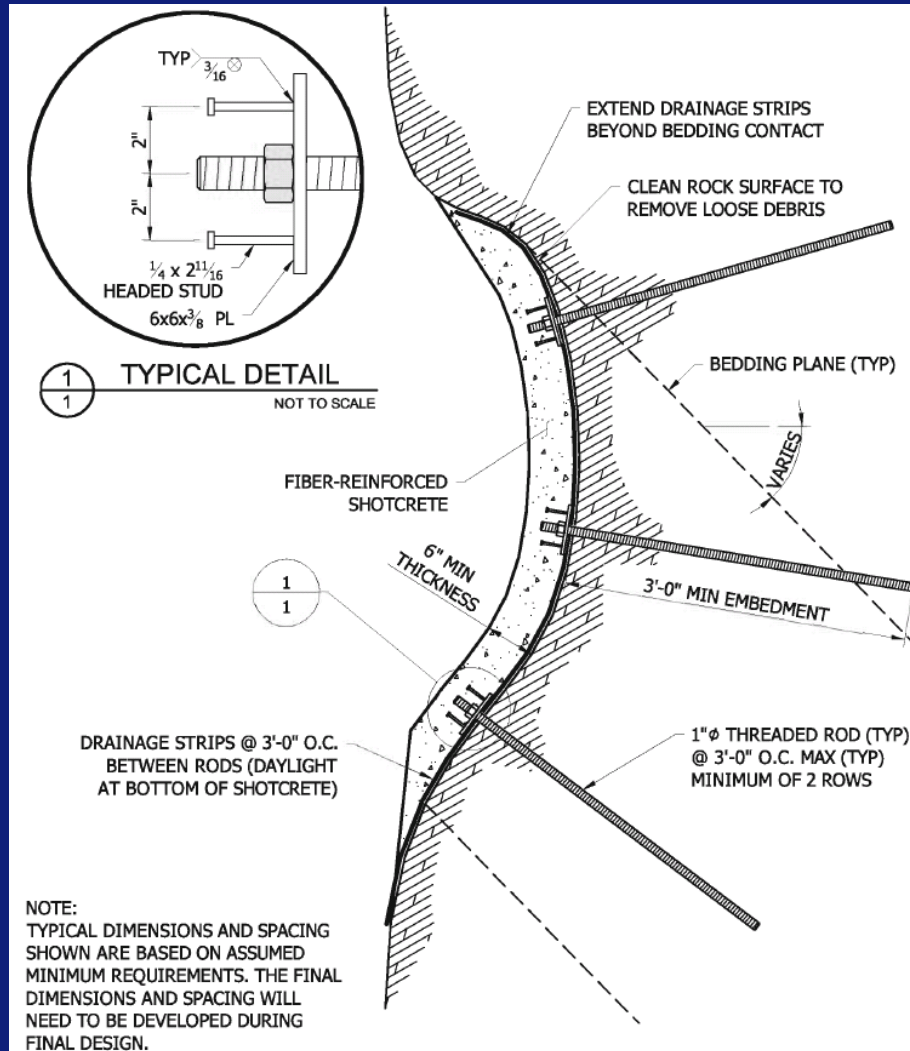 TYP 3/16
2"
2"
1/4 x 2 11/16
HEADED STUD
6x6x3/8 PL
1
1
TYPICAL DETAIL
NOT TO SCALE
EXTEND DRAINAGE STRIPS
BEYOND BEDDING CONTACT
CLEAN ROCK SURFACE TO
REMOVE LOOSE DEBRIS
BEDDING PLANE (TYP)
VARIES
FIBER-REINFORCED
SHOTCRETE
6" MIN
THICKNESS
3'-0" MIN EMBEDMENT
1
1
DRAINAGE STRIPS @ 3'-0" O.C.
BETWEEN RODS (DAYLIGHT
AT BOTTOM OF SHOTCRETE)
1"ϕ THREADED ROD (TYP)
@ 3'-0" O.C. MAX (TYP)
MINIMUM OF 2 ROWS
NOTE:
TYPICAL DIMENSIONS AND SPACING
SHOWN ARE BASED ON ASSUMED
MINIMUM REQUIREMENTS. THE FINAL
DIMENSIONS AND SPACING WILL
NEED TO BE DEVELOPED DURING
FINAL DESIGN.